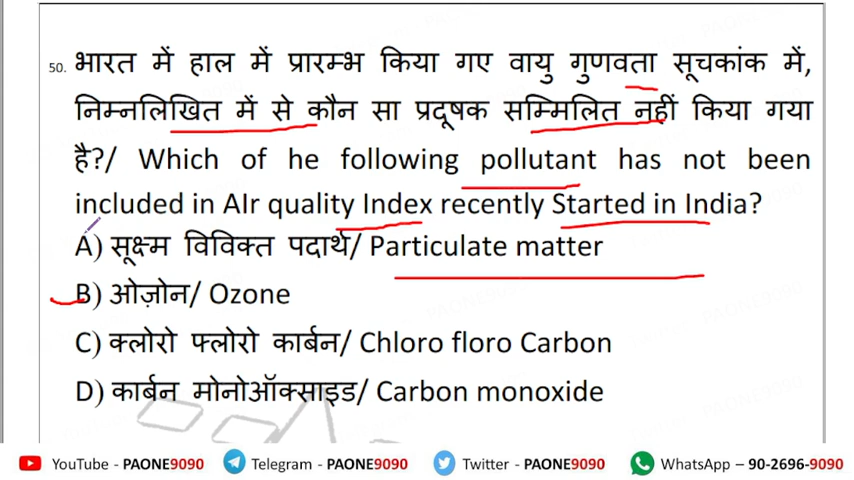 50. भारत में हाल में प्रारम्भ किया गए वायु गुणवता सूचकांक में,
निम्नलिखित में से कौन सा प्रदूषक सम्मिलित नहीं किया गया
है?/ Which of he following pollutant has not been
included in AIr quality Index recently Started in India?
A) सूक्ष्म विविक्त पदार्थ/ Particulate matter
B) ओज़ोन/ Ozone
C) क्लोरो फ्लोरो कार्बन/ Chloro floro Carbon
D) कार्बन मोनोऑक्साइड/ Carbon monoxide
YouTube - PAONE9090 Telegram - PAONE9090 Twitter - PAONE9090 WhatsApp – 90-2696-9090